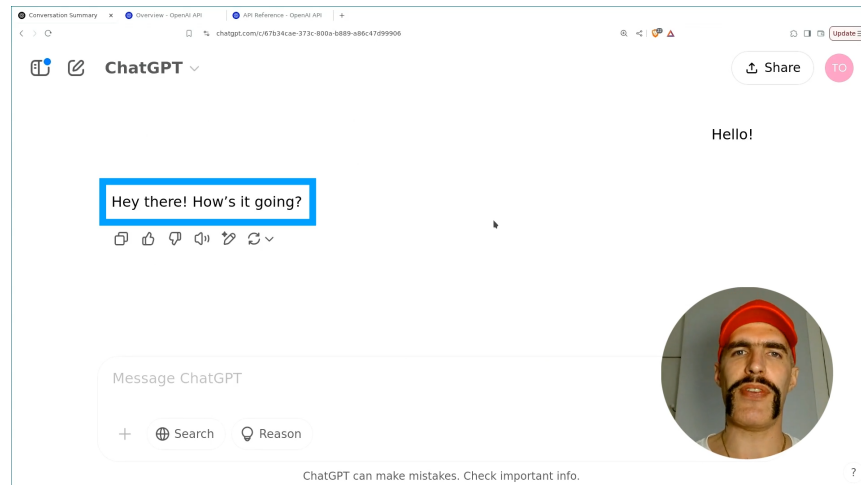 Conversation Summary
Overview - OpenAI API
API Reference - OpenAI API
chatgpt.com/c/67b34cae-373c-800a-b889-a86c47d99906
Update
ChatGPT
Share
TO
Hello!
Hey there! How's it going?
Message ChatGPT
Search
Reason
ChatGPT can make mistakes. Check important info.
?